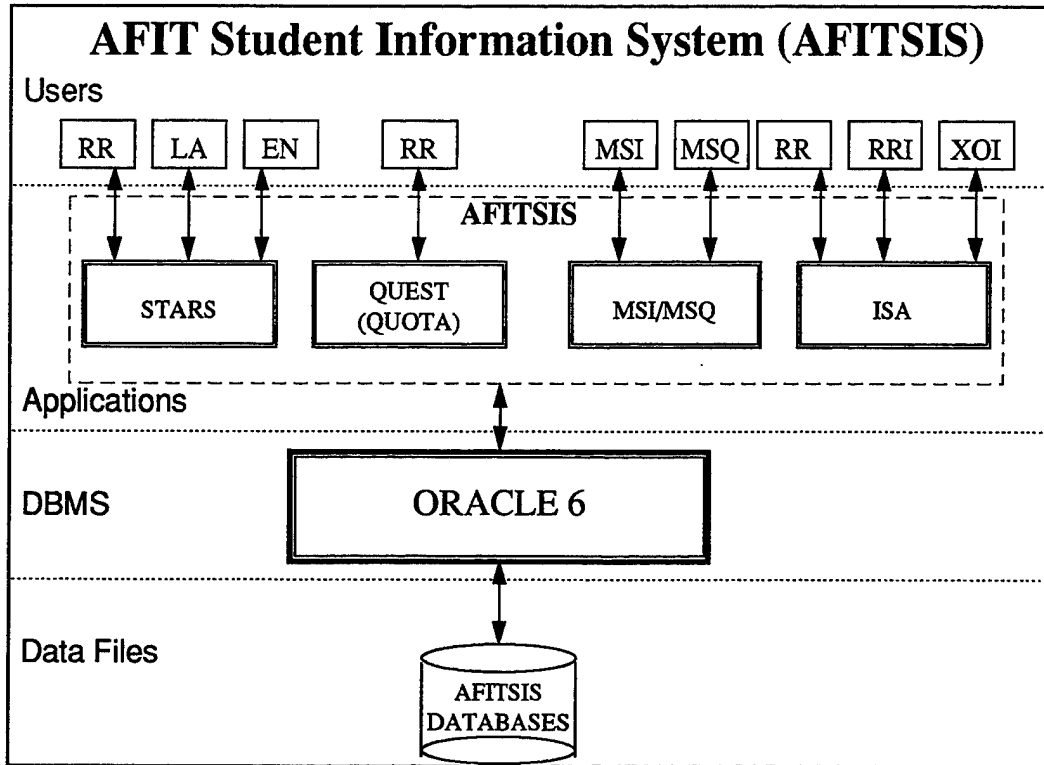 AFIT Student Information System (AFITSIS)
Users
RR LA EN RR MSI MSQ RR RRI XOI
AFITSIS
STARS
QUEST
(QUOTA)
MSI/MSQ
ISA
Applications
DBMS
ORACLE 6
Data Files
AFITSIS
DATABASES